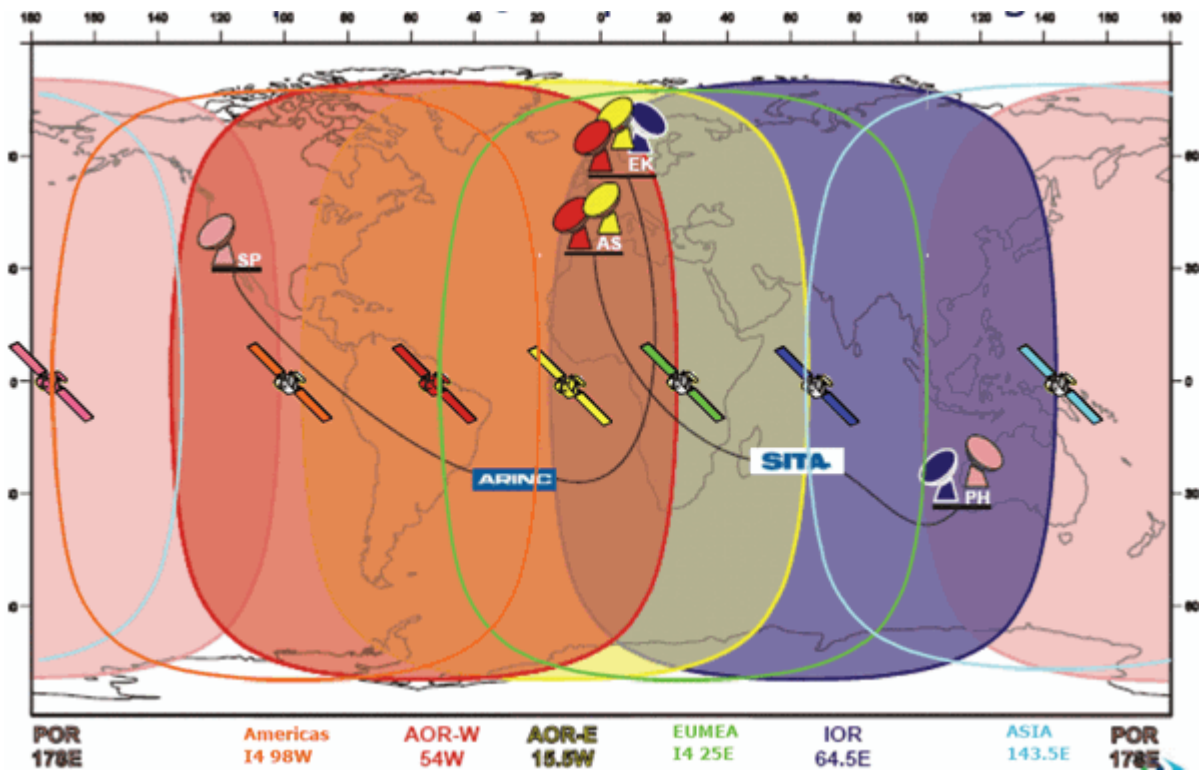 180 160 140 120 100 80 60 40 20 0 20 40 60 80 100 120 140 160 180
EK
AS
SP
0
ARINC
SITA
PH
POR Americas AOR-W AOR-E EUMEA IOR ASIA POR
178E I4 98W 54W 15.5W I4 25E 64.5E 143.5E 178E